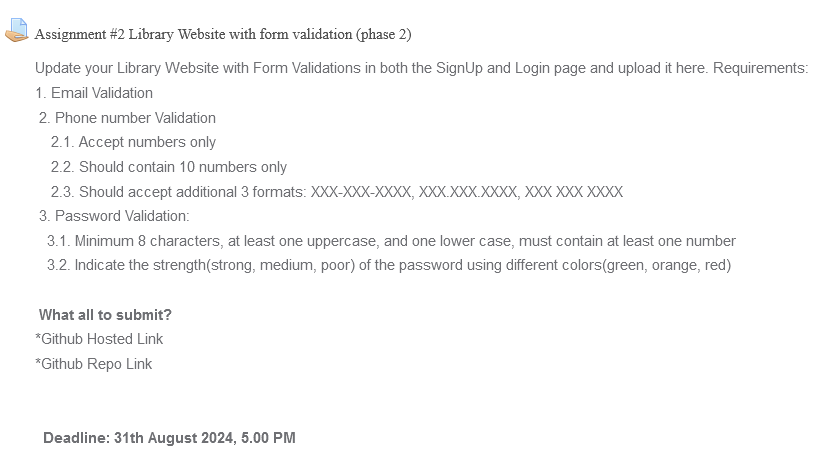 Assignment #2 Library Website with form validation (phase 2)
Update your Library Website with Form Validations in both the SignUp and Login page and upload it here. Requirements:
1. Email Validation
2. Phone number Validation
2.1. Accept numbers only
2.2. Should contain 10 numbers only
2.3. Should accept additional 3 formats: XXX-XXX-XXXX, XXX.XXX.XXXX, XXX XXX XXXX
3. Password Validation:
3.1. Minimum 8 characters, at least one uppercase, and one lower case, must contain at least one number
3.2. Indicate the strength(strong, medium, poor) of the password using different colors(green, orange, red)
What all to submit?
*Github Hosted Link
*Github Repo Link
Deadline: 31th August 2024, 5.00 PM